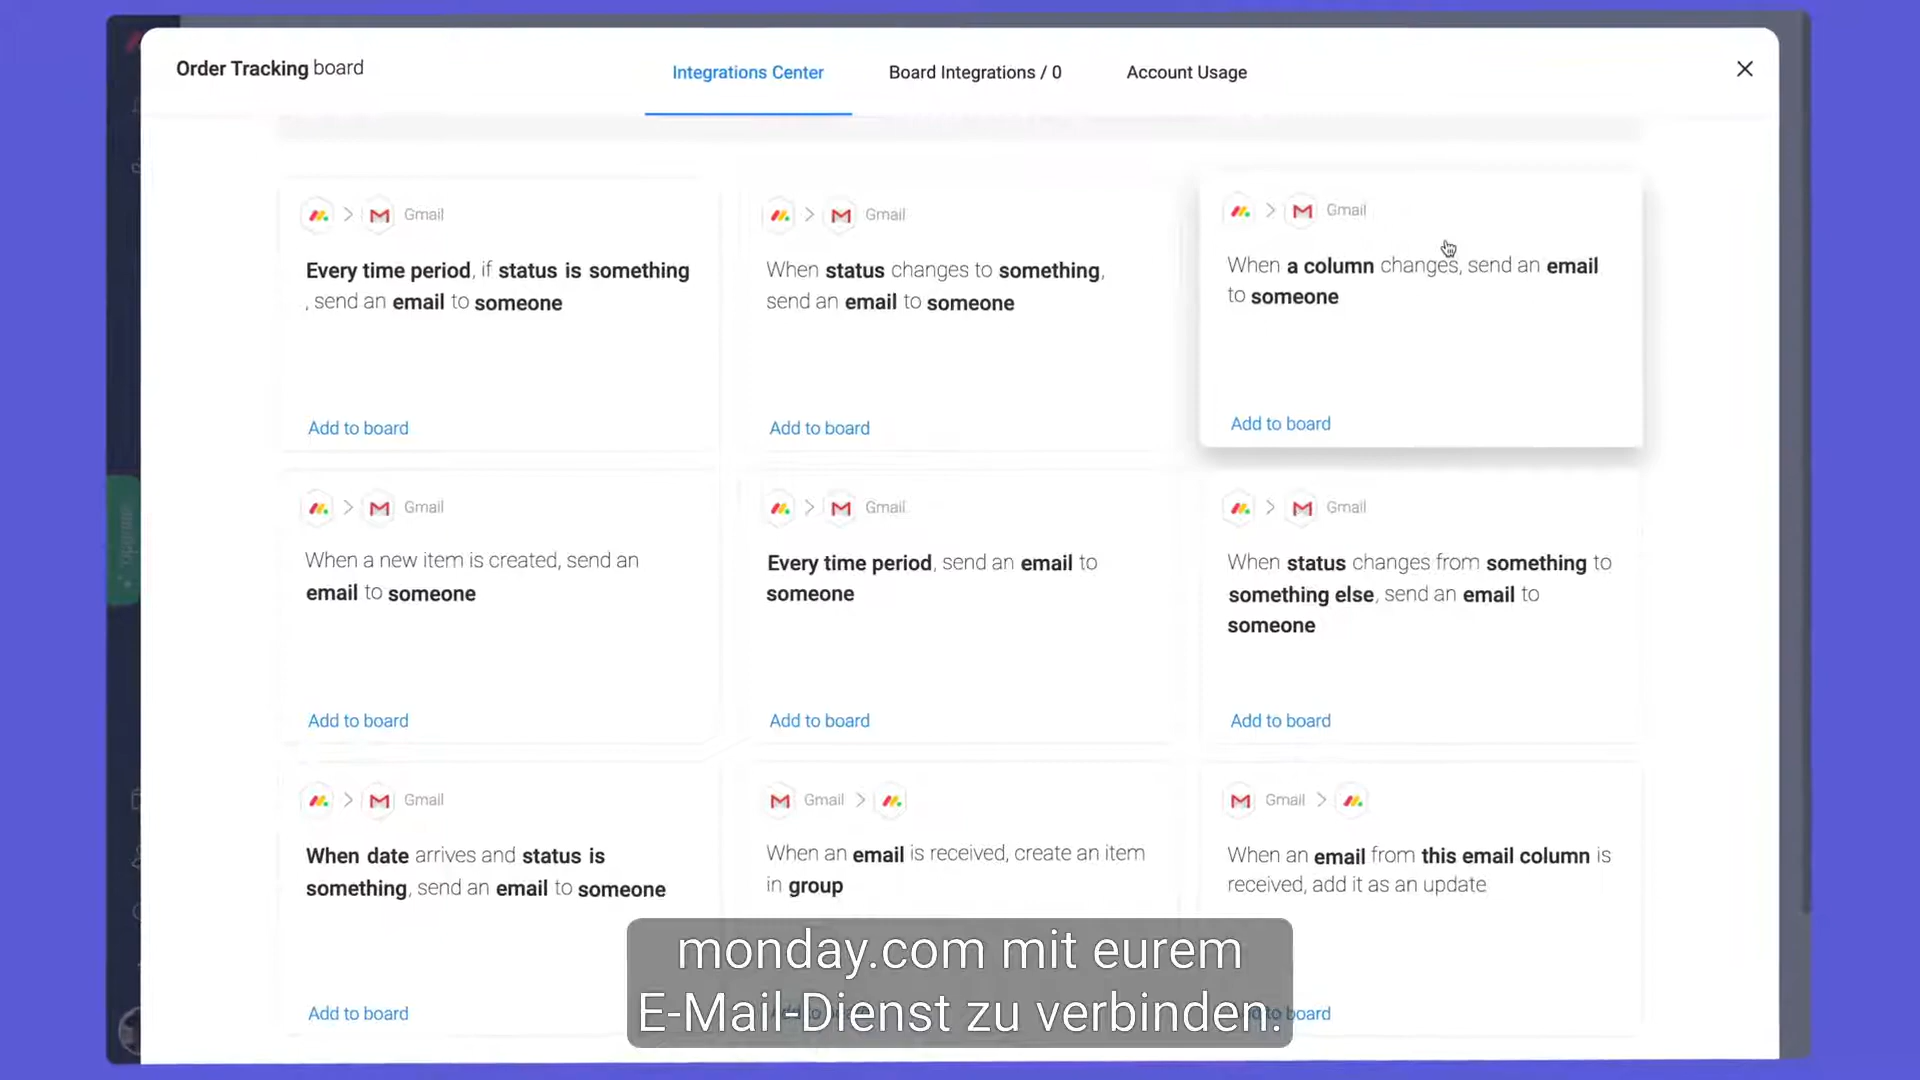 Order Tracking board
Integrations Center
Board Integrations / 0
Account Usage
Gmail
Every time period, if status is something
, send an email to someone
Add to board
Gmail
When status changes to something,
send an email to someone
Add to board
Gmail
When a column changes, send an email
to someone
Add to board
Gmail
When a new item is created, send an
email to someone
Add to board
Gmail
Every time period, send an email to
someone
Add to board
Gmail
When status changes from something to
something else, send an email to
someone
Add to board
Gmail
When date arrives and status is
something, send an email to someone
Add to board
Gmail
When an email is received, create an item
in group
Gmail
When an email from this email column is
received, add it as an update
board
monday.com mit eurem
E-Mail-Dienst zu verbinden.